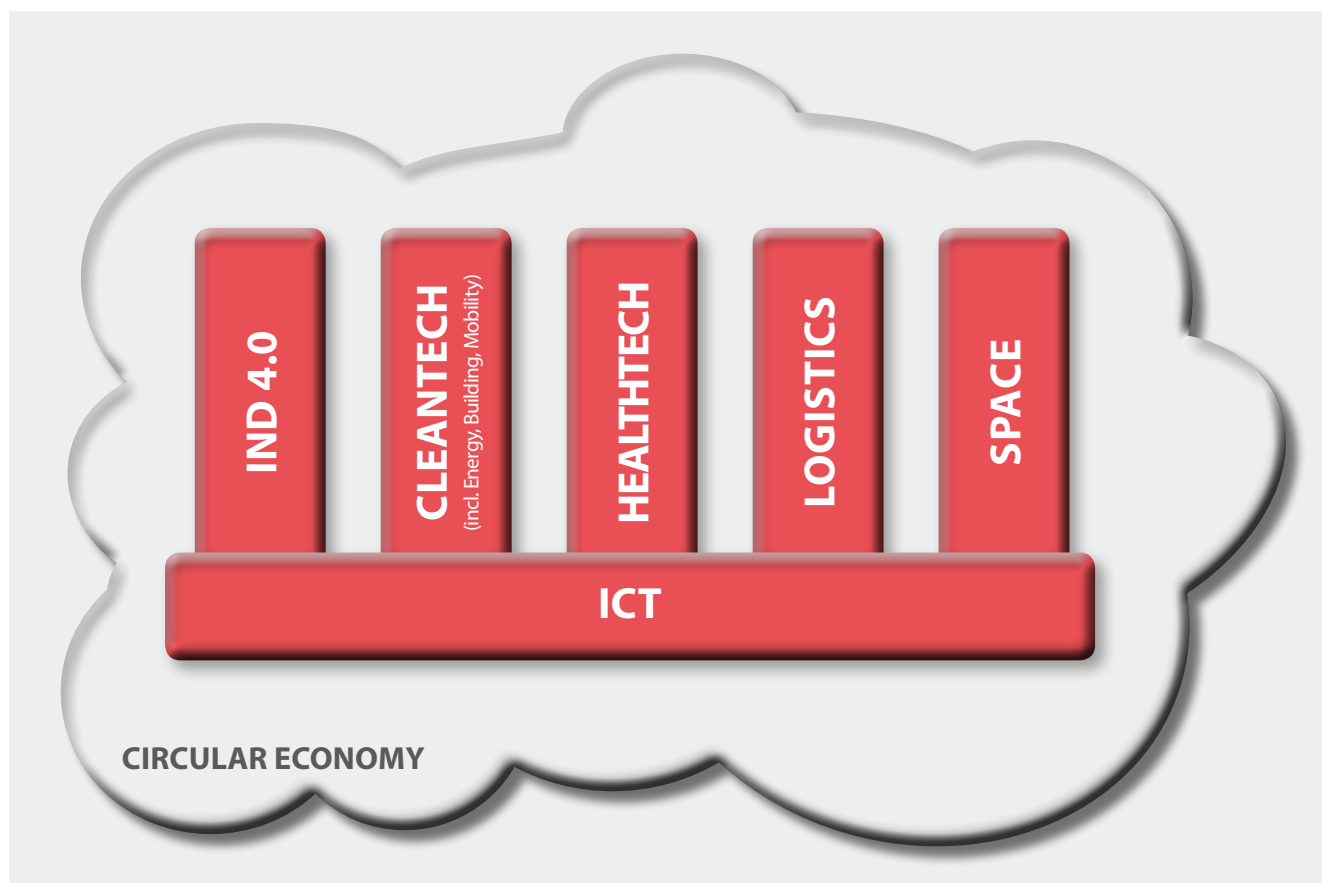 IND 4.0
CLEANTECH
(incl. Energy, Building, Mobility)
HEALTHTECH
LOGISTICS
SPACE
ICT
CIRCULAR ECONOMY